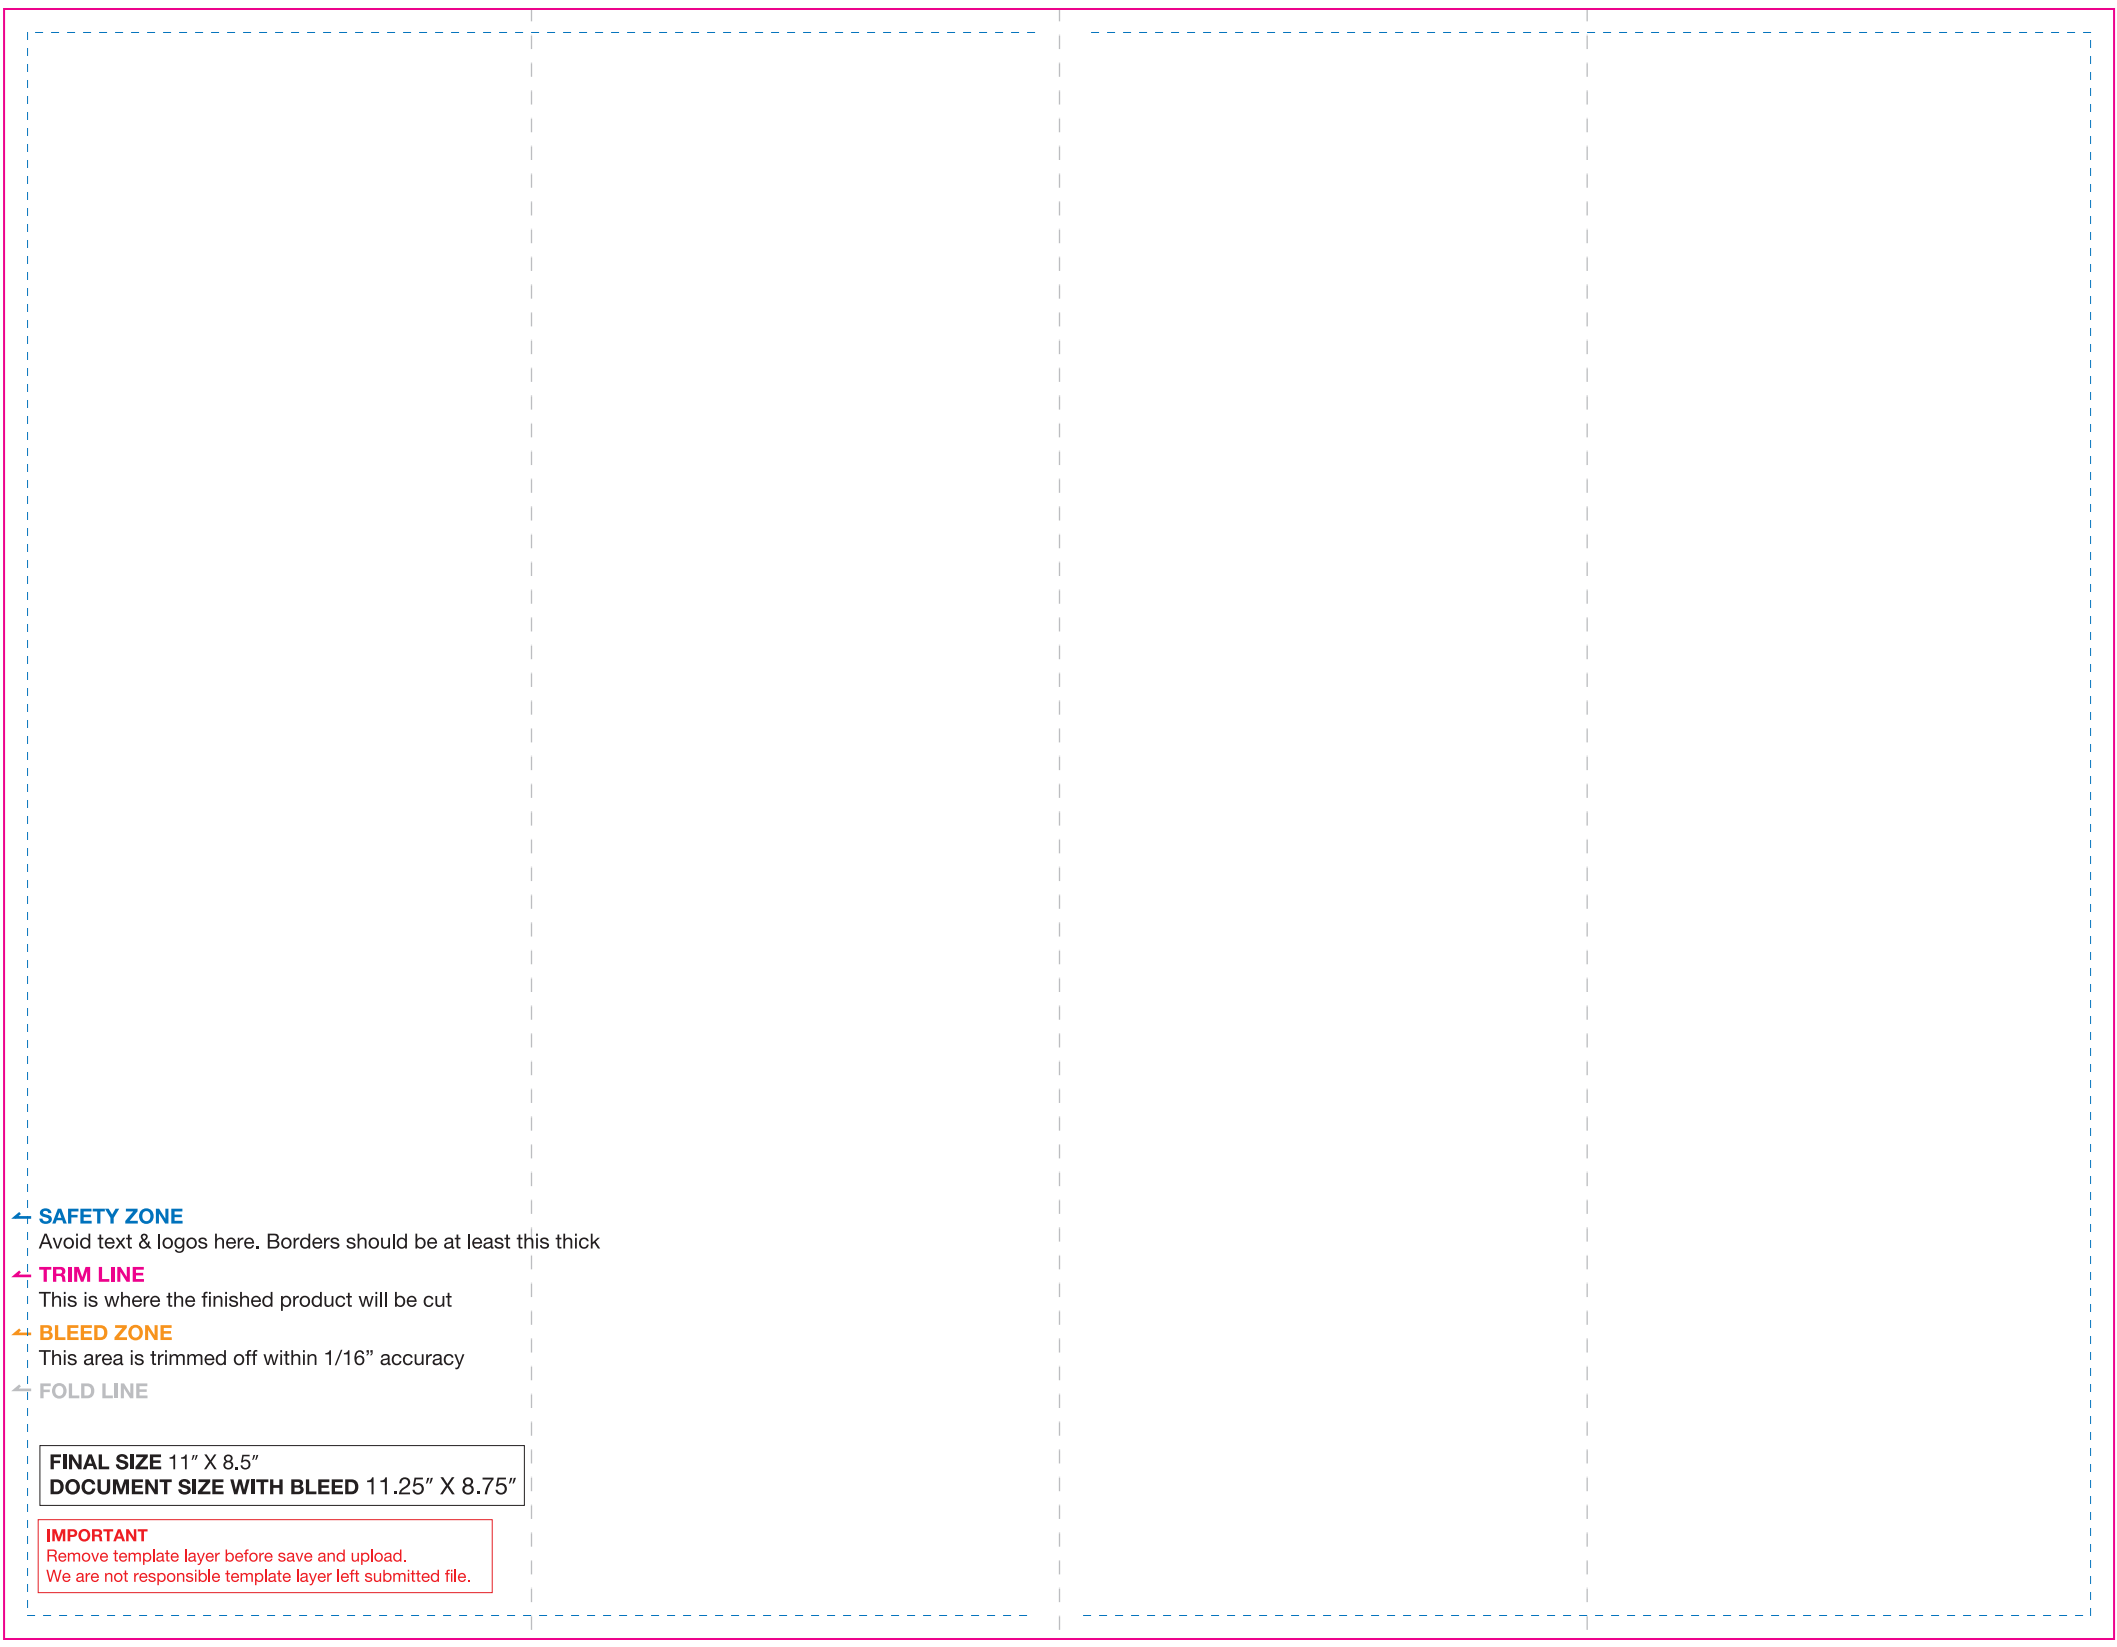 SAFETY ZONE
Avoid text & logos here. Borders should be at least this thick
TRIM LINE
This is where the finished product will be cut
BLEED ZONE
This area is trimmed off within 1/16” accuracy
FOLD LINE
FINAL SIZE 11″ X 8.5″
DOCUMENT SIZE WITH BLEED 11.25″ X 8.75″
IMPORTANT
Remove template layer before save and upload.
We are not responsible template layer left submitted file.